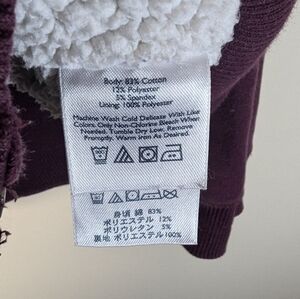 Body: 83% Cotton
12% Polyester
5% Spandex
Lining: 100% Polyester
Machine Wash Cold Delicate With Like
Colors. Only Non-Chlorine Bleach When
Needed. Tumble Dry Low. Remove
Promptly. Warm Iron As Desired.
身頃 綿 83%
ポリエステル 12%
ポリウレタン 5%
裏地 ポリエステル100%